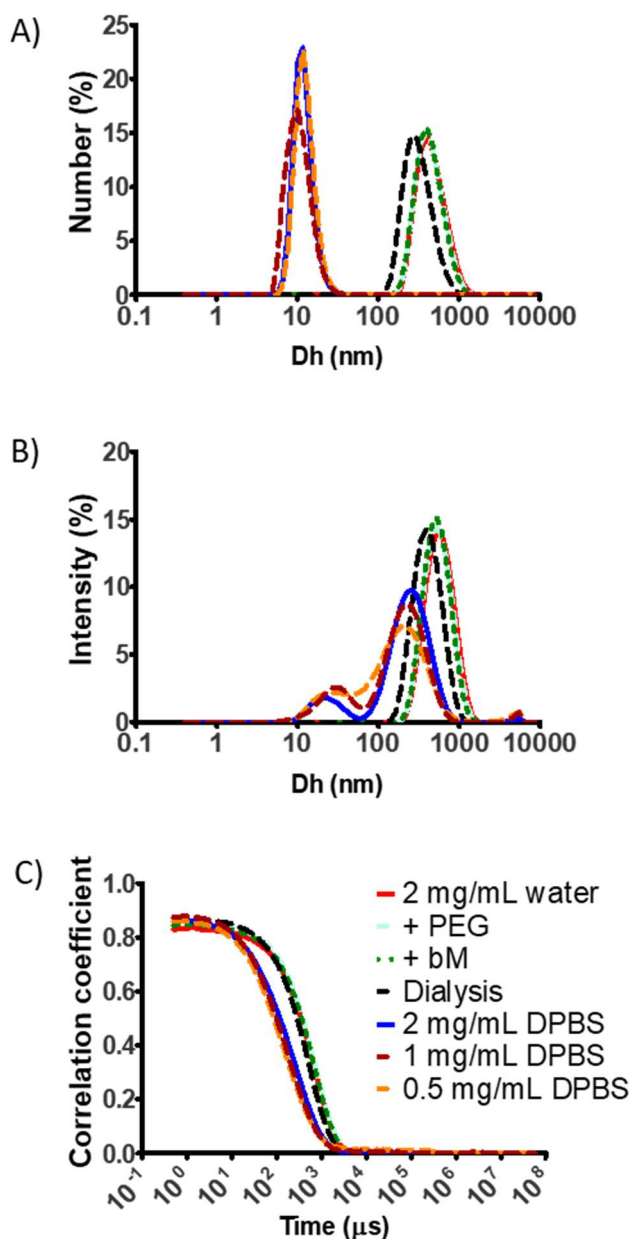 A)
Number (%)
25
20
15
10
5
0
0.1 1 10 100 1000 10000
Dh (nm)
B)
Intensity (%)
20
15
10
5
0
0.1 1 10 100 1000 10000
Dh (nm)
C)
Correlation coefficient
1.0
0.8
0.6
0.4
0.2
0.0
2 mg/mL water
+ PEG
+ bM
Dialysis
2 mg/mL DPBS
1 mg/mL DPBS
0.5 mg/mL DPBS
10⁻¹ 10⁰ 10¹ 10² 10³ 10⁴ 10⁵ 10⁶ 10⁷ 10⁸
Time (μs)